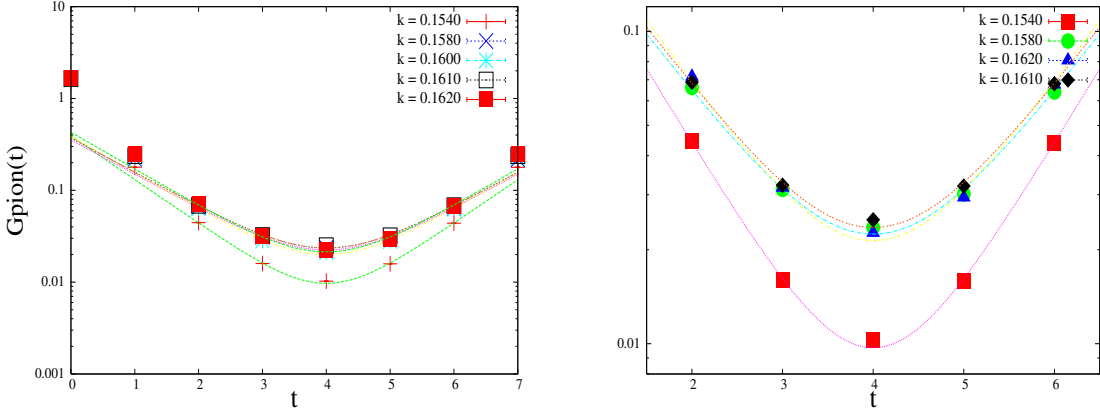 10
1
0.1
0.01
0.001
Gpion(t)
0 1 2 3 4 5 6 7
t
k = 0.1540
k = 0.1580
k = 0.1600
k = 0.1610
k = 0.1620
0.1
0.01
2 3 4 5 6
t
k = 0.1540
k = 0.1580
k = 0.1620
k = 0.1610